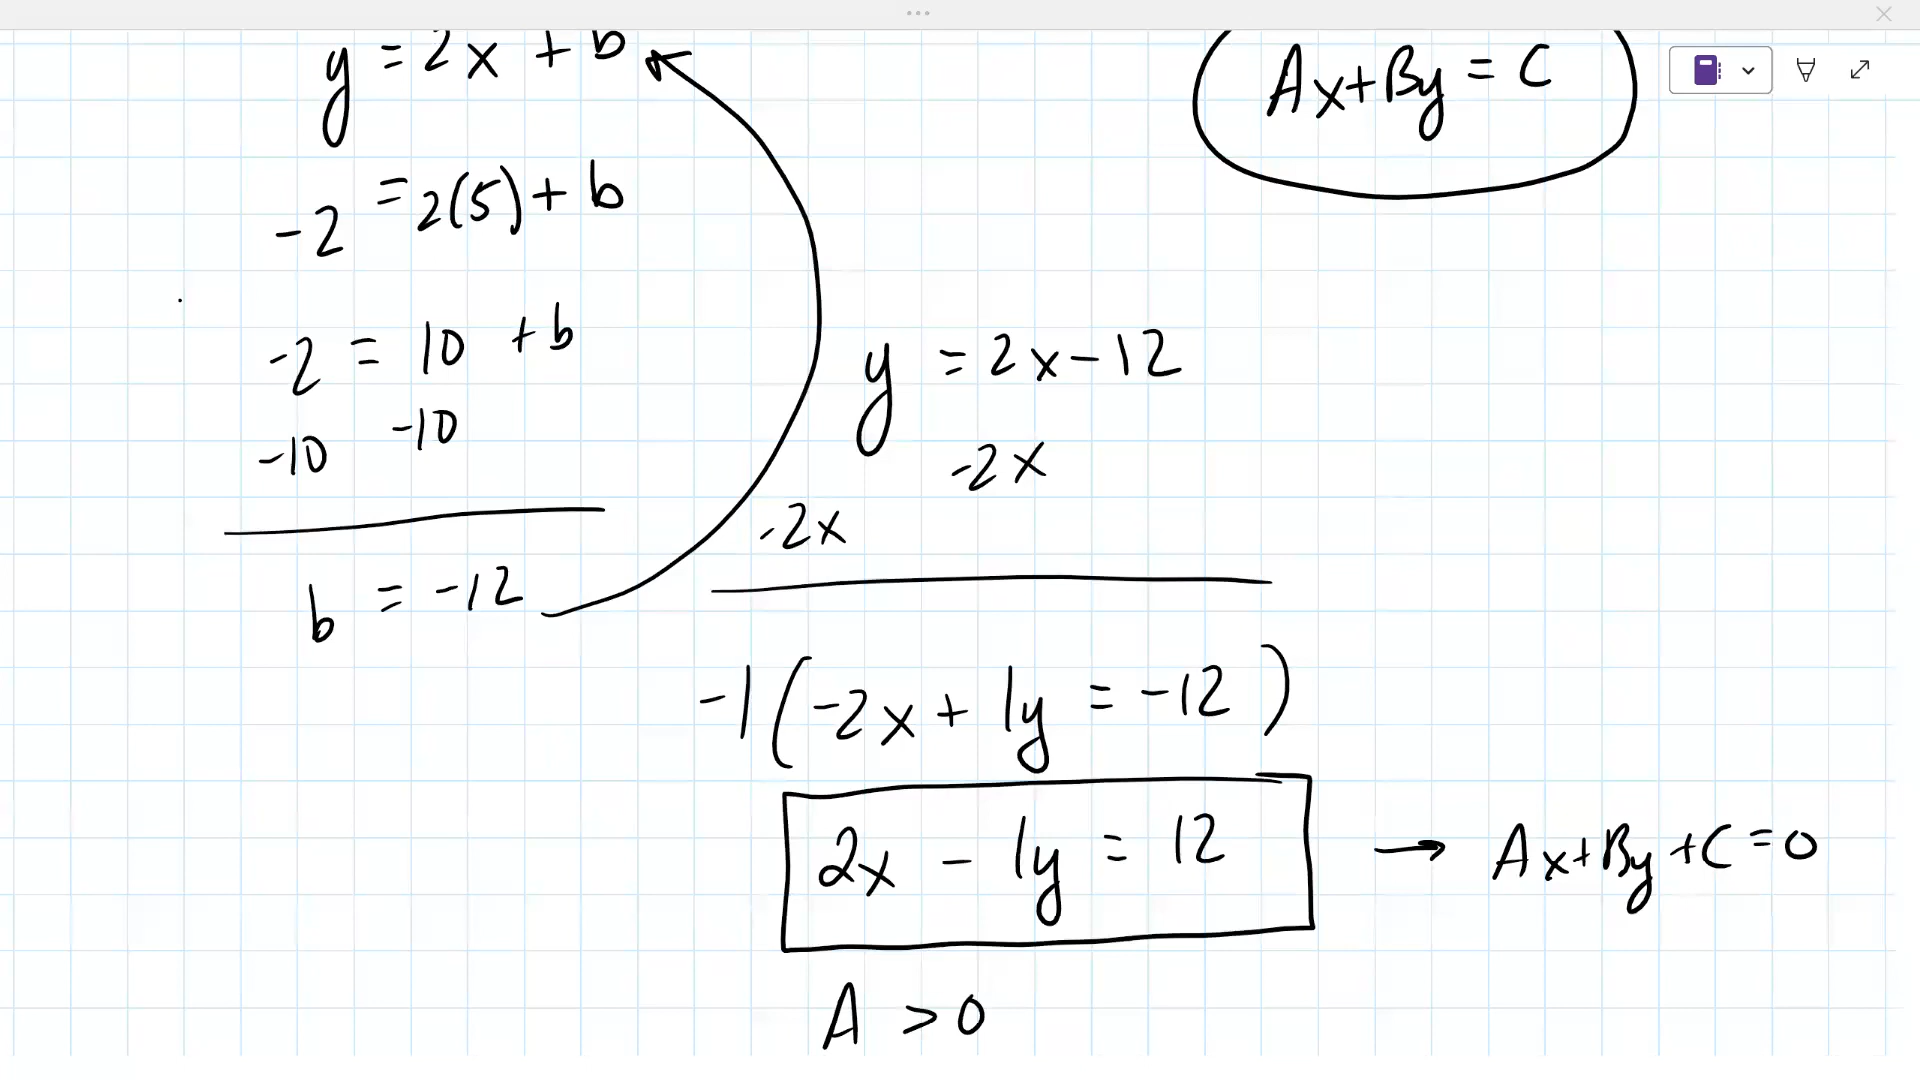 y = 2x + b
-2 = 2(5) + b
-2 = 10 + b
-10 -10
b = -12
Ax+By = C
y = 2x - 12
-2x
-2x
-1(-2x + 1y = -12)
2x - 1y = 12 → Ax+By+C=0
A > 0